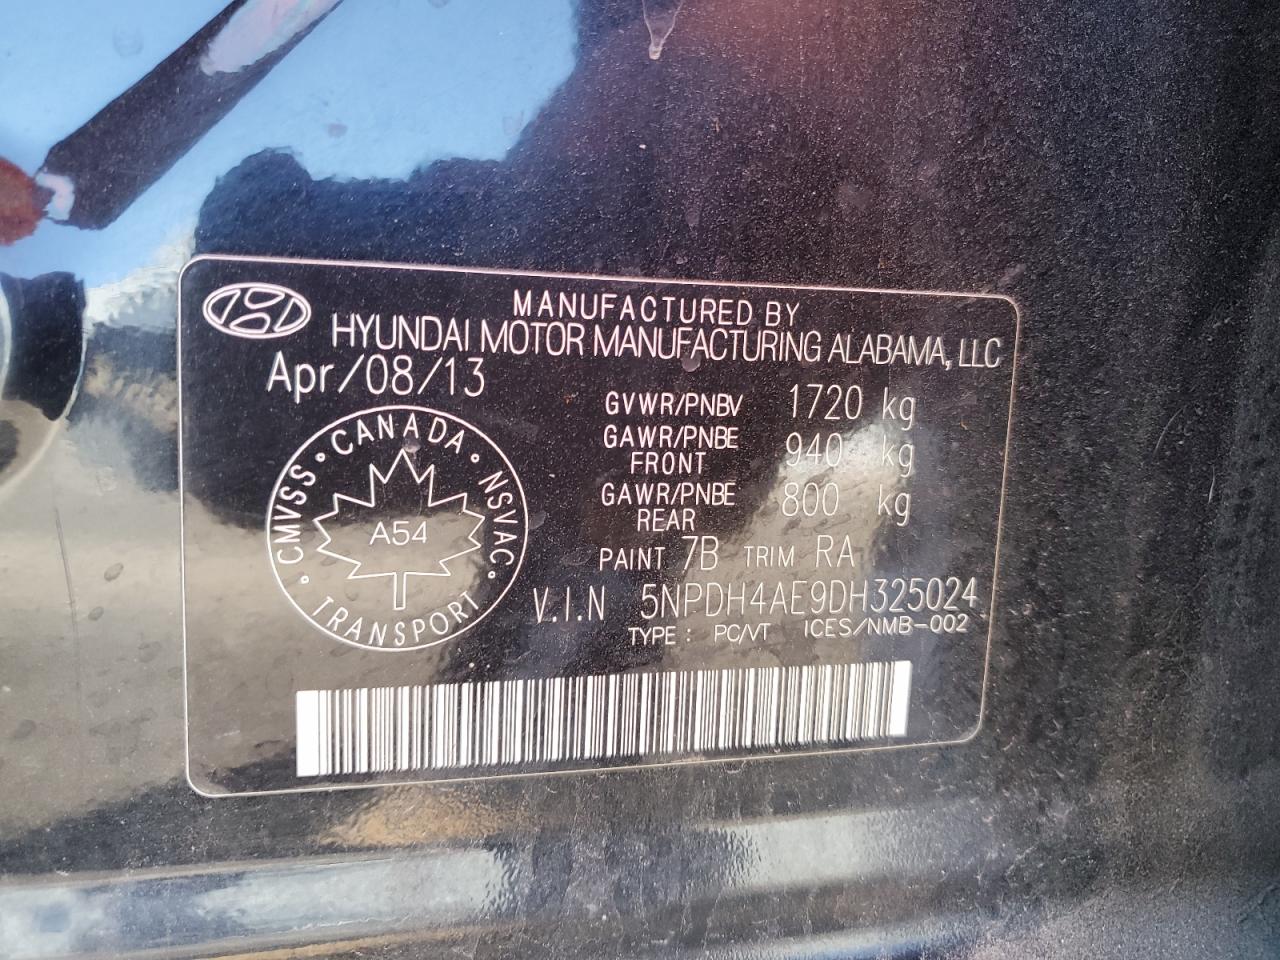 MANUFACTURED BY
HYUNDAI MOTOR MANUFACTURING ALABAMA, LLC
Apr/08/13
GVWR/PNBV 1720 kg
GAWR/PNBE FRONT 940 kg
GAWR/PNBE REAR 800 kg
PAINT 7B TRIM RA
V.I.N 5NPDH4AE9DH325024
TYPE: PC/VT ICES/NMB-002
CMVSS • CANADA • NSVAC
A54
• TRANSPORT •